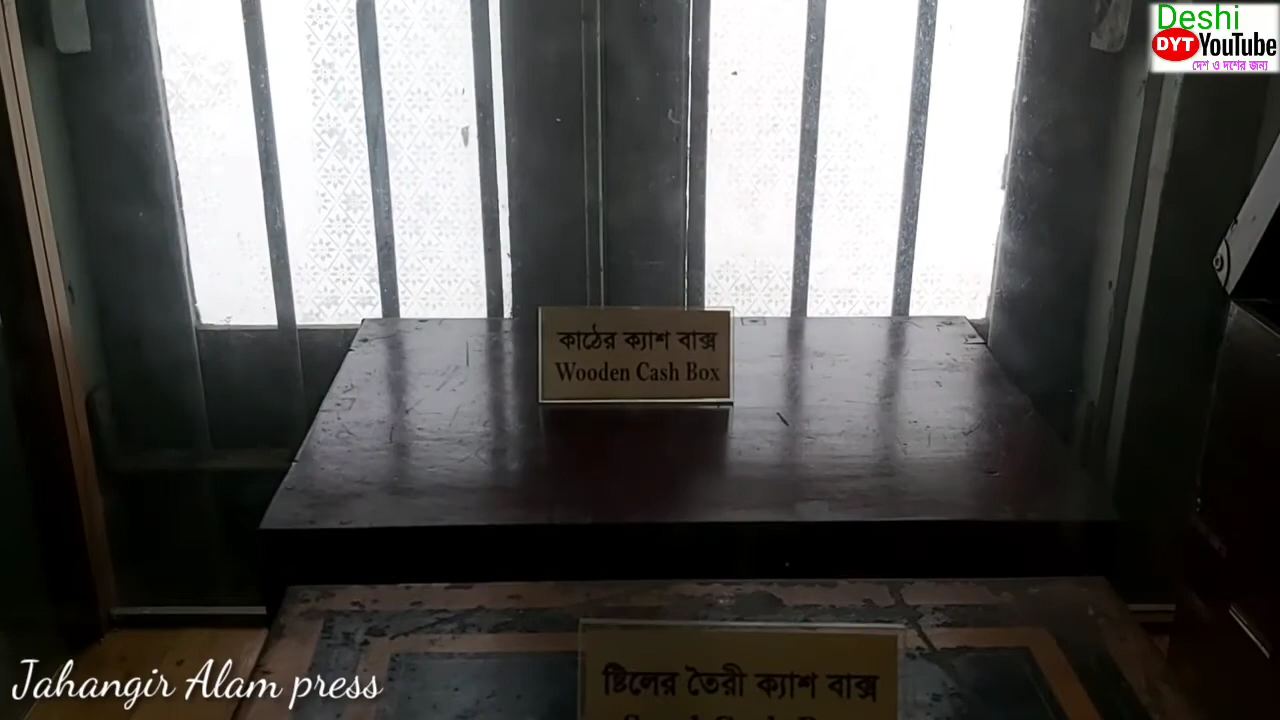 Deshi
DYT YouTube
দেশ ও দশের জন্য
কাঠের ক্যাশ বাক্স
Wooden Cash Box
ষ্টিলের তৈরী ক্যাশ বাক্স
Jahangir Alam press